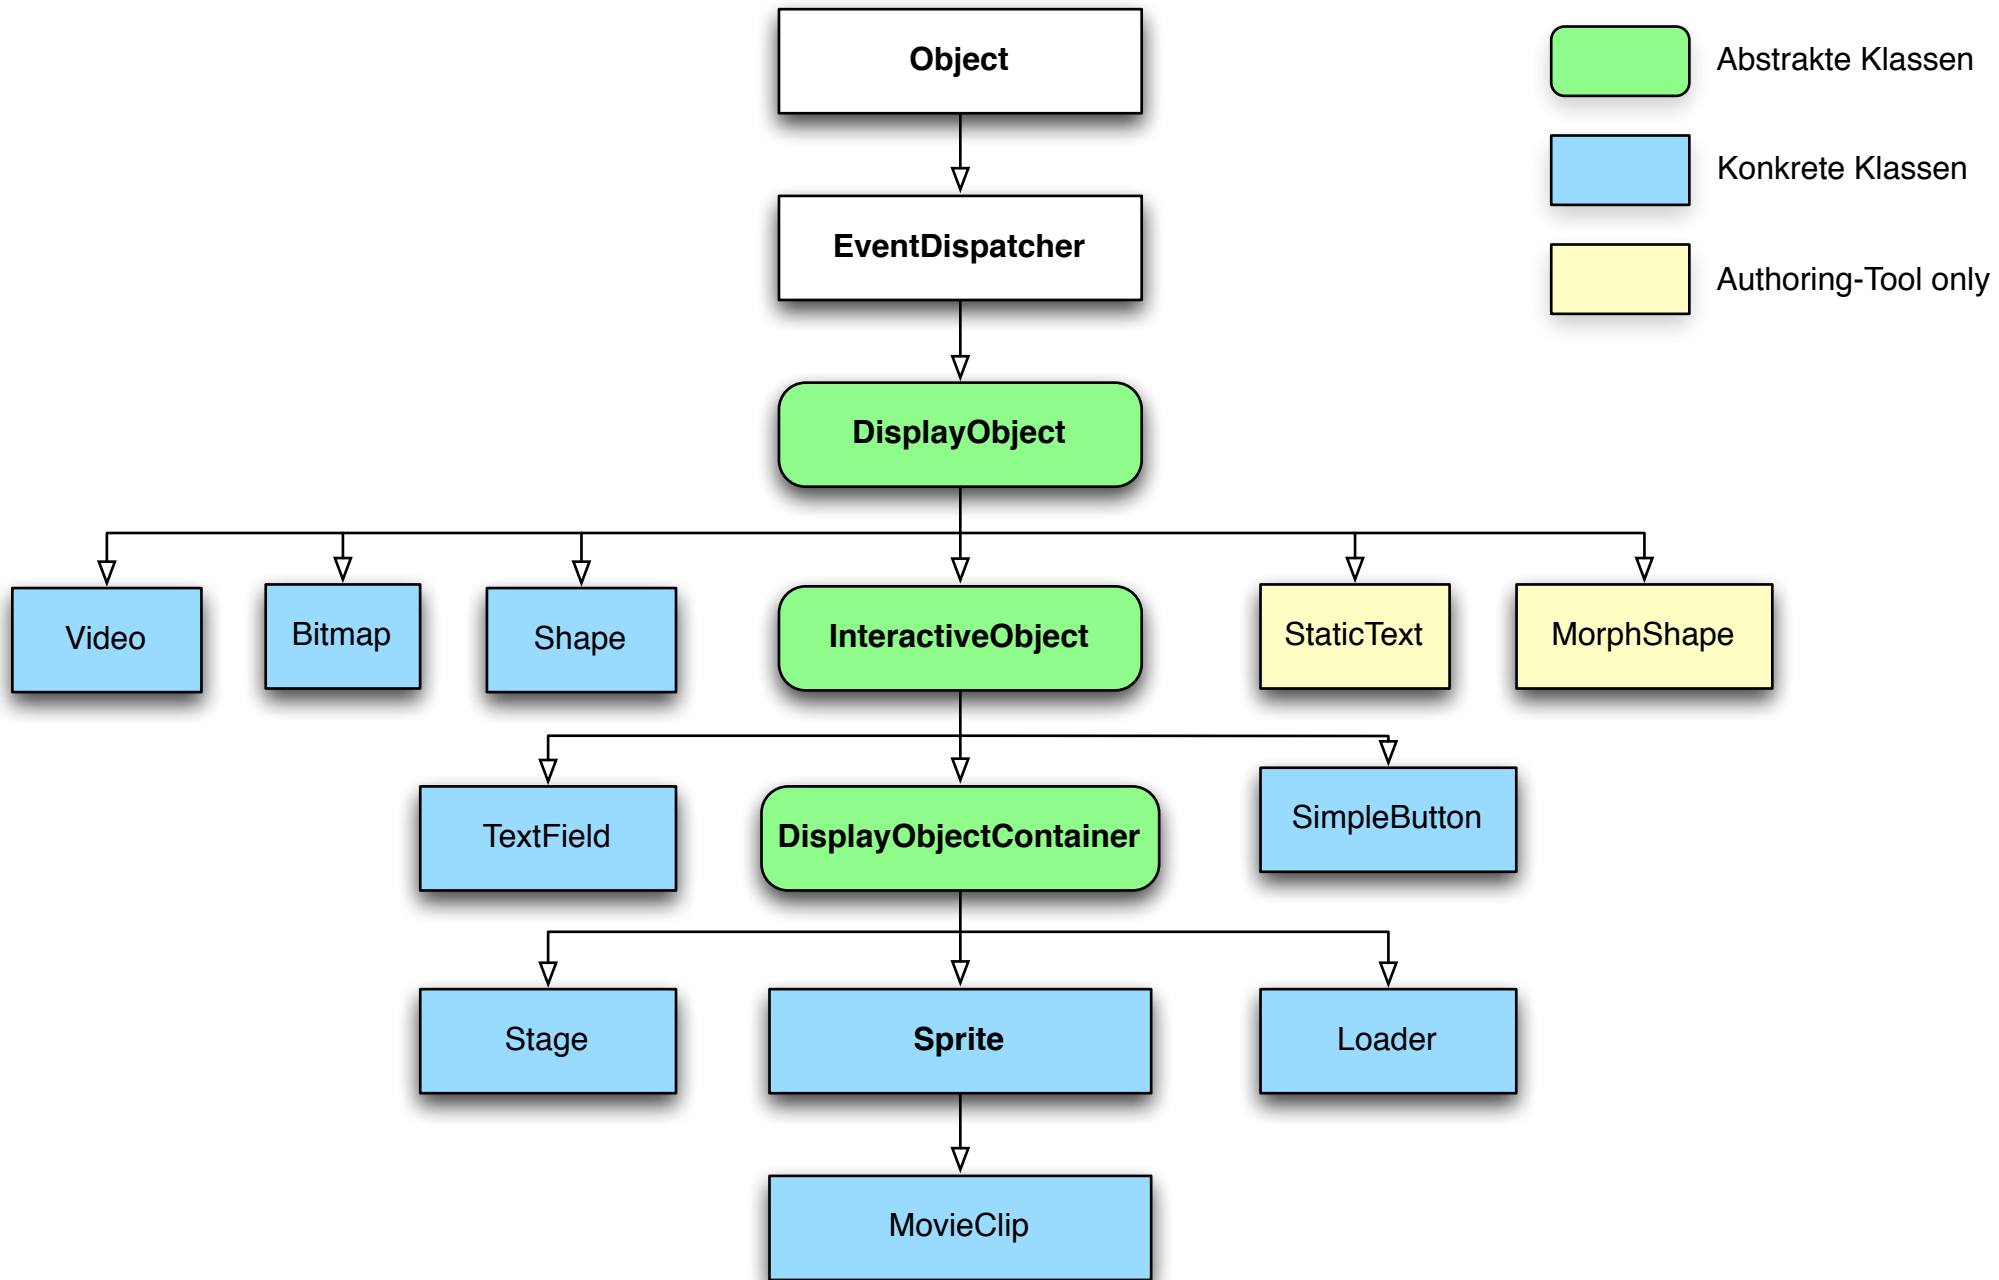 Object
Abstrakte Klassen
Konkrete Klassen
EventDispatcher
Authoring-Tool only
DisplayObject
Video
Bitmap
Shape
InteractiveObject
StaticText
MorphShape
TextField
DisplayObjectContainer
SimpleButton
Stage
Sprite
Loader
MovieClip